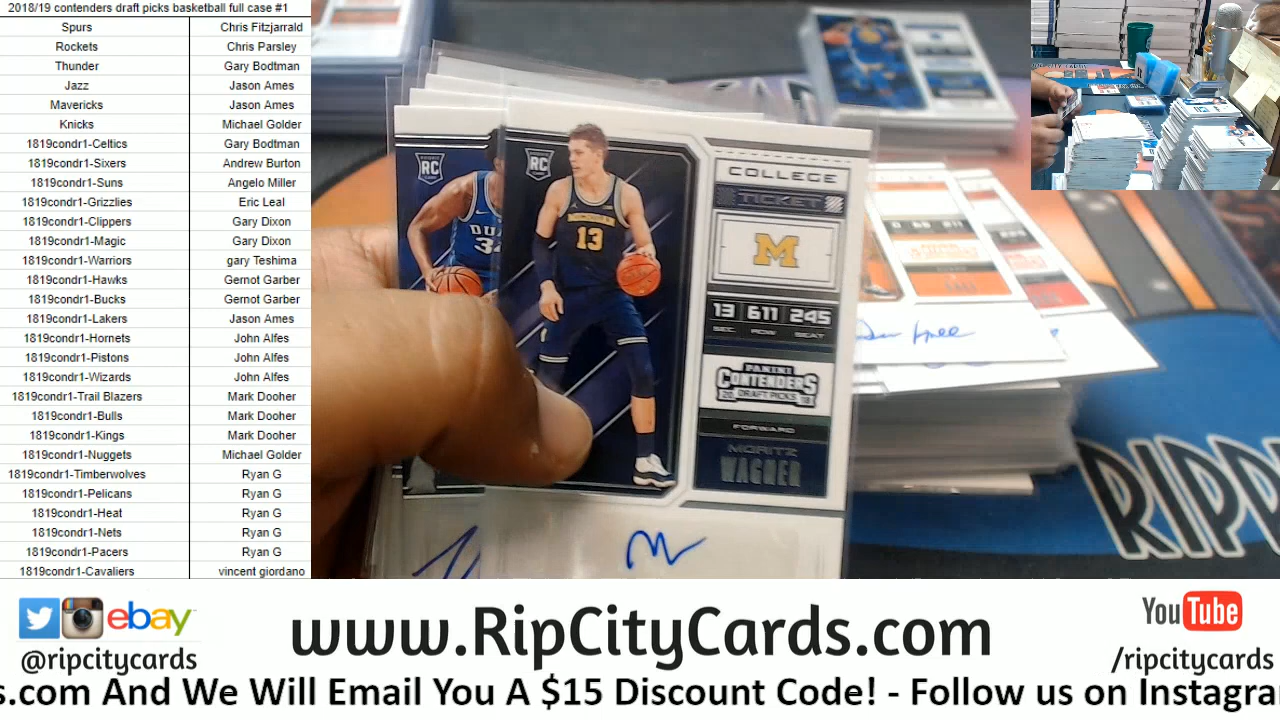 2018/19 contenders draft picks basketball full case #1
Spurs Chris Fitzjarrald
Rockets Chris Parsley
Thunder Gary Bodtman
Jazz Jason Ames
Mavericks Jason Ames
Knicks Michael Golder
1819condr1-Celtics Gary Bodtman
1819condr1-Sixers Andrew Burton
1819condr1-Suns Angelo Miller
1819condr1-Grizzlies Eric Leal
1819condr1-Clippers Gary Dixon
1819condr1-Magic Gary Dixon
1819condr1-Warriors gary Teshima
1819condr1-Hawks Gernot Garber
1819condr1-Bucks Gernot Garber
1819condr1-Lakers Jason Ames
1819condr1-Hornets John Alfes
1819condr1-Pistons John Alfes
1819condr1-Wizards John Alfes
1819condr1-Trail Blazers Mark Dooher
1819condr1-Bulls Mark Dooher
1819condr1-Kings Mark Dooher
1819condr1-Nuggets Michael Golder
1819condr1-Timberwolves Ryan G
1819condr1-Pelicans Ryan G
1819condr1-Heat Ryan G
1819condr1-Nets Ryan G
1819condr1-Pacers Ryan G
1819condr1-Cavaliers vincent giordano
RC
DU
3
RC
MICHIGAN
13
COLLEGE
TICKET
M
13 611 245
SEC ROW SEAT
PANINI
CONTENDERS
20 DRAFT PICKS 18
FORWARD
MORITZ
WAGNER
RIPP
ebay
@ripcitycards
www.RipCityCards.com
YouTube
/ripcitycards
s.com And We Will Email You A $15 Discount Code! - Follow us on Instagra